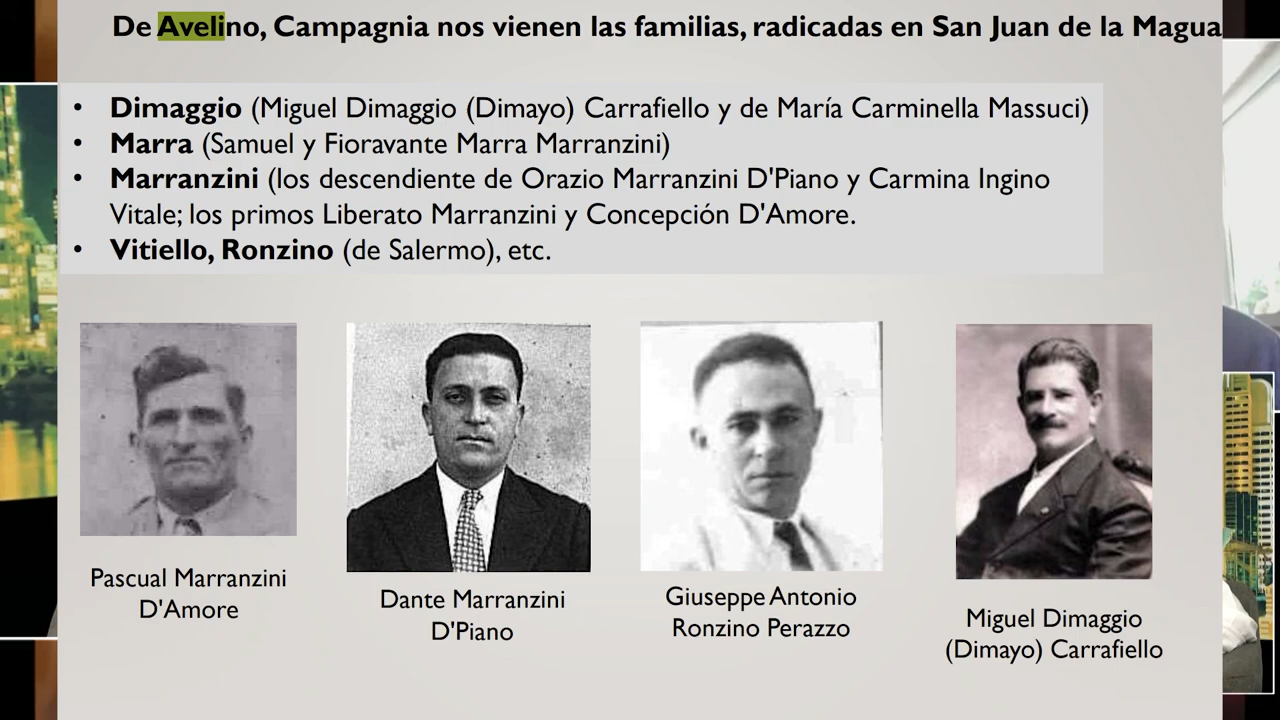 De Avelino, Campagnia nos vienen las familias, radicadas en San Juan de la Magua
• Dimaggio (Miguel Dimaggio (Dimayo) Carrafiello y de María Carminella Massuci)
• Marra (Samuel y Fioravante Marra Marranzini)
• Marranzini (los descendiente de Orazio Marranzini D'Piano y Carmina Ingino
Vitale; los primos Liberato Marranzini y Concepción D'Amore.
• Vitiello, Ronzino (de Salermo), etc.
Pascual Marranzini
D'Amore
Dante Marranzini
D'Piano
Giuseppe Antonio
Ronzino Perazzo
Miguel Dimaggio
(Dimayo) Carrafiello